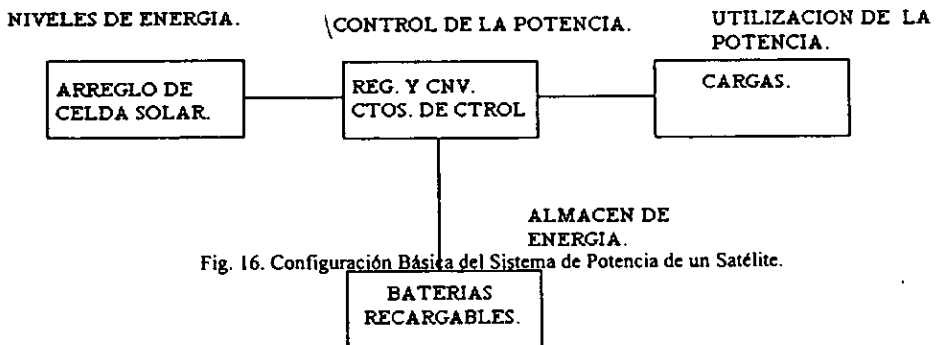 NIVELES DE ENERGIA.
\CONTROL DE LA POTENCIA.
UTILIZACION DE LA
POTENCIA.
ARREGLO DE
CELDA SOLAR.
REG. Y CNV.
CTOS. DE CTROL
CARGAS.
ALMACEN DE
ENERGIA.
Fig. 16. Configuración Básica del Sistema de Potencia de un Satélite.
BATERIAS
RECARGABLES.